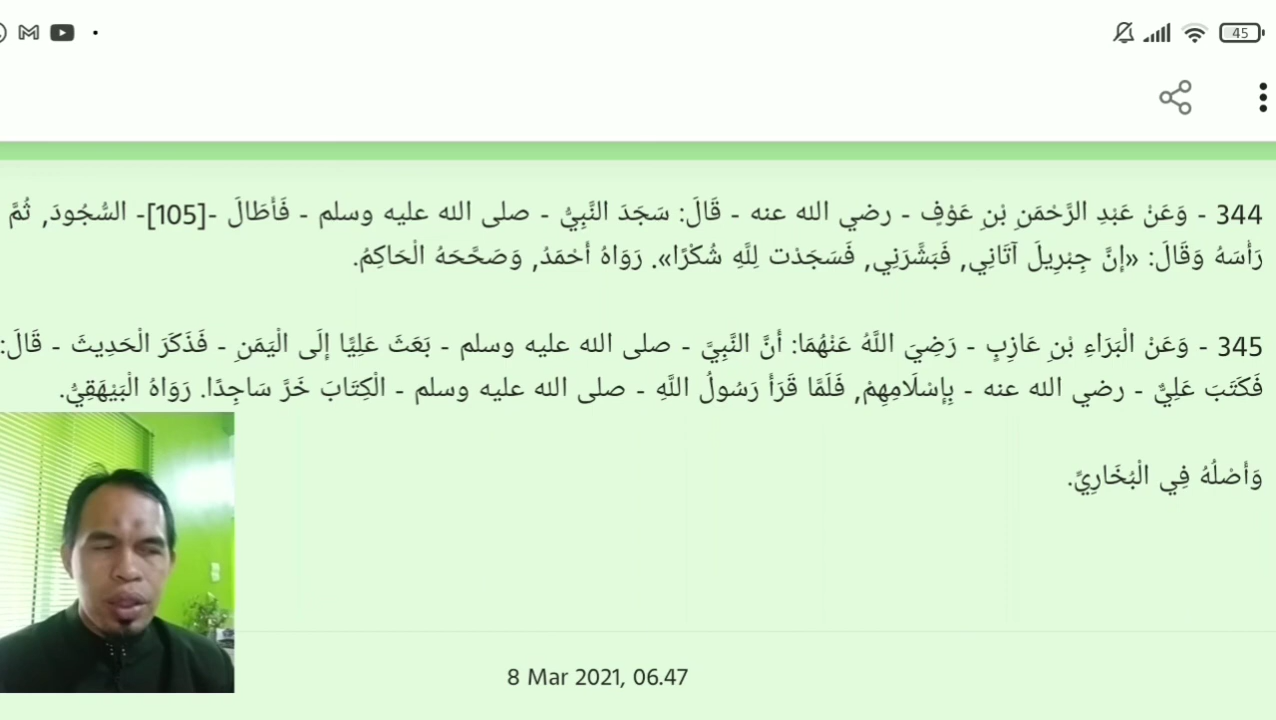 45
344 - وَعَنْ عَبْدِ الرَّحْمَنِ بْنِ عَوْفٍ - رضي الله عنه - قَالَ: سَجَدَ النَّبِيُّ - صلى الله عليه وسلم - فَأَطَالَ -[105]- السُّجُودَ, ثُمَّ
رَأْسَهُ وَقَالَ: «إِنَّ جِبْرِيلَ آتَانِي, فَبَشَّرَنِي, فَسَجَدْت لِلَّهِ شُكْرًا». رَوَاهُ أَحْمَدُ, وَصَحَّحَهُ الْحَاكِمُ.
345 - وَعَنْ الْبَرَاءِ بْنِ عَازِبٍ - رَضِيَ اللَّهُ عَنْهُمَا: أَنَّ النَّبِيَّ - صلى الله عليه وسلم - بَعَثَ عَلِيًّا إِلَى الْيَمَنِ - فَذَكَرَ الْحَدِيثَ - قَالَ:
فَكَتَبَ عَلِيٌّ - رضي الله عنه - بِإِسْلَامِهِمْ, فَلَمَّا قَرَأَ رَسُولُ اللَّهِ - صلى الله عليه وسلم - الْكِتَابَ خَرَّ سَاجِدًا. رَوَاهُ الْبَيْهَقِيُّ.
وَأَصْلُهُ فِي الْبُخَارِيِّ.
8 Mar 2021, 06.47